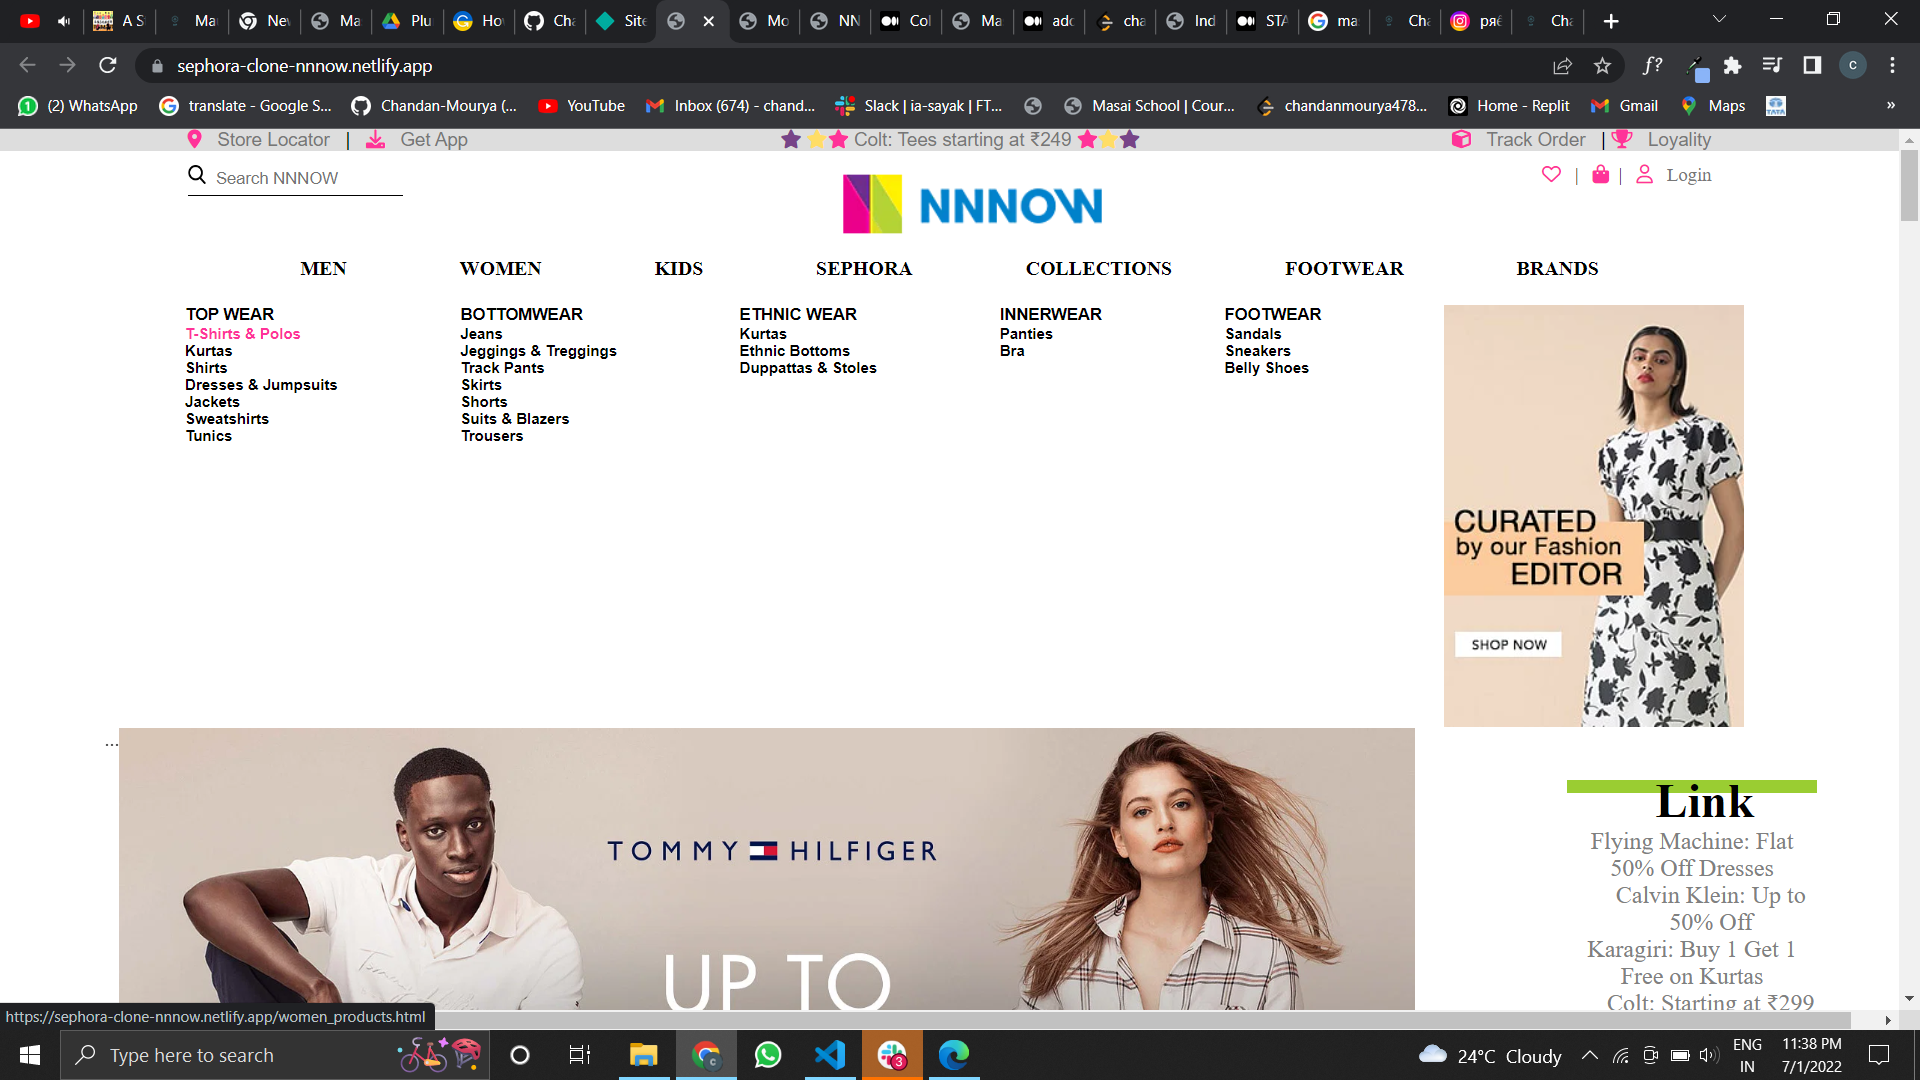 A S
Ma
Nev
Ma
Plu
Ho
Cha
Site
Mo
NN
Col
Ma
add
cha
Ind
STA
ma
Cha
ряб
Cha
sephora-clone-nnnow.netlify.app
(2) WhatsApp
translate - Google S...
Chandan-Mourya (...
YouTube
Inbox (674) - chand...
Slack | ia-sayak | FT...
Masai School | Cour...
chandanmourya478...
Home - Replit
Gmail
Maps
»
Store Locator | Get App
Colt: Tees starting at ₹249
Track Order | Loyality
Search NNNOW
NNNOW
| | Login
MEN WOMEN KIDS SEPHORA COLLECTIONS FOOTWEAR BRANDS
TOP WEAR
T-Shirts & Polos
Kurtas
Shirts
Dresses & Jumpsuits
Jackets
Sweatshirts
Tunics
BOTTOMWEAR
Jeans
Jeggings & Treggings
Track Pants
Skirts
Shorts
Suits & Blazers
Trousers
ETHNIC WEAR
Kurtas
Ethnic Bottoms
Duppattas & Stoles
INNERWEAR
Panties
Bra
FOOTWEAR
Sandals
Sneakers
Belly Shoes
CURATED
by our Fashion
EDITOR
SHOP NOW
...
TOMMY HILFIGER
UP TO
Link
Flying Machine: Flat
50% Off Dresses
Calvin Klein: Up to
50% Off
Karagiri: Buy 1 Get 1
Free on Kurtas
Colt: Starting at ₹299
https://sephora-clone-nnnow.netlify.app/women_products.html
Type here to search
3
24°C Cloudy
ENG
IN
11:38 PM
7/1/2022